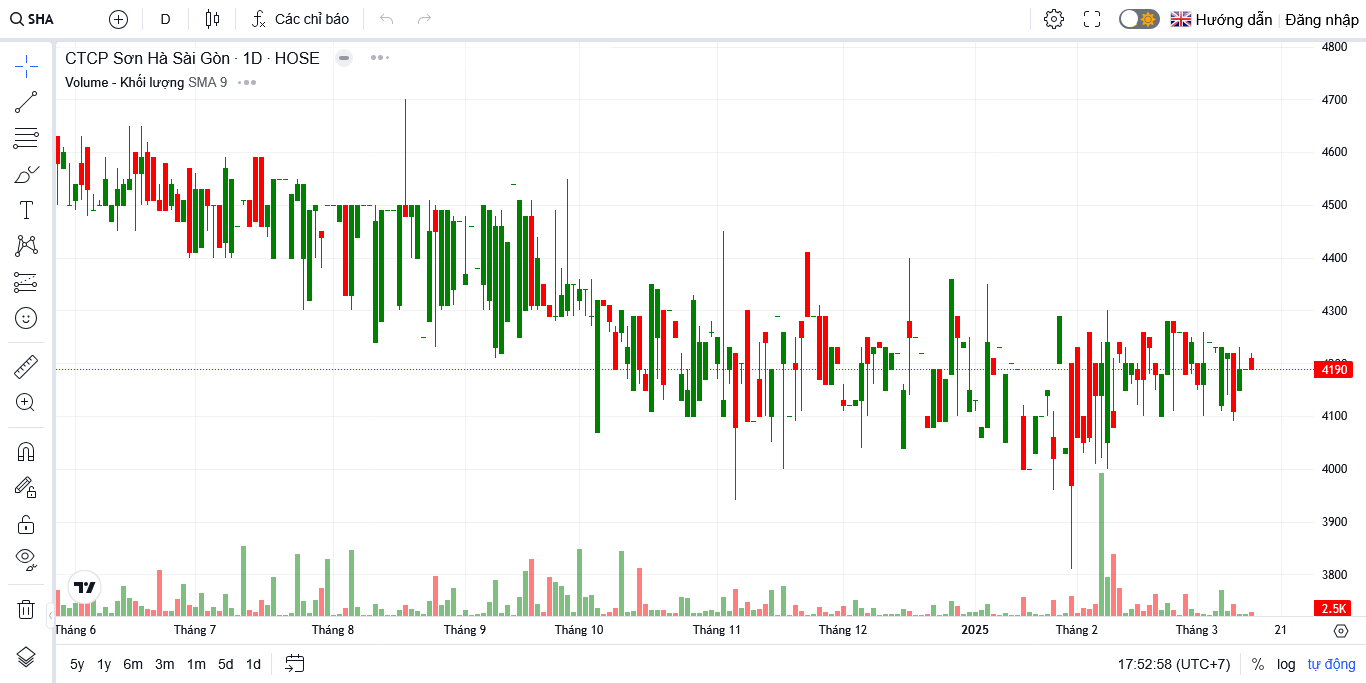 SHA D Các chỉ báo Hướng dẫn Đăng nhập
CTCP Sơn Hà Sài Gòn · 1D · HOSE
Volume - Khối lượng SMA 9
4800
4700
4600
4500
4400
4300
4200
4190
4100
4000
3900
3800
2.5K
Tháng 6 Tháng 7 Tháng 8 Tháng 9 Tháng 10 Tháng 11 Tháng 12 2025 Tháng 2 Tháng 3 21
5y 1y 6m 3m 1m 5d 1d 17:52:58 (UTC+7) % log tự động